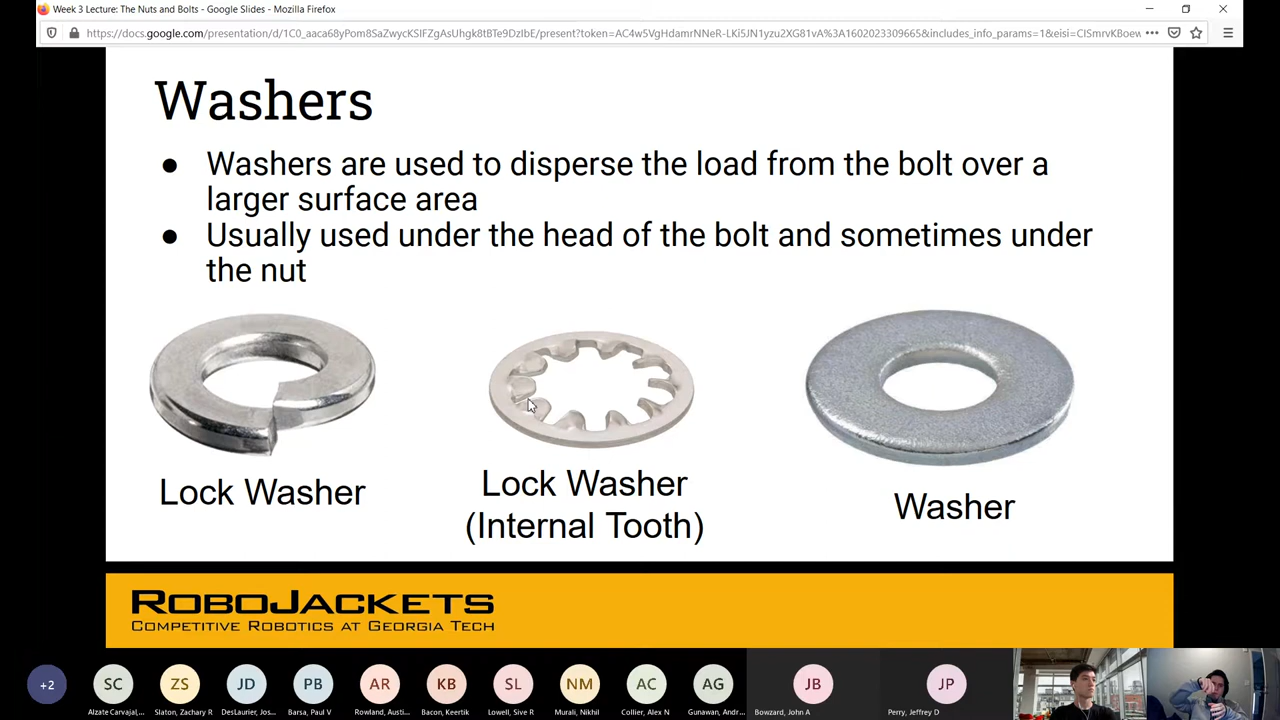 Week 3 Lecture: The Nuts and Bolts - Google Slides - Mozilla Firefox
https://docs.google.com/presentation/d/1C0_aaca68yPom8SaZwycKSIFZgAsUhgk8tBTe9DzIbE/present?token=AC4w5VgHdamrNNeR-LKi5JN1yzu2XG81vA%3A1602023309665&includes_info_params=1&eisi=CISmrvKBoew
Washers
● Washers are used to disperse the load from the bolt over a
larger surface area
● Usually used under the head of the bolt and sometimes under
the nut
Lock Washer
Lock Washer
(Internal Tooth)
Washer
ROBOJACKETS
COMPETITIVE ROBOTICS AT GEORGIA TECH
+2 SC ZS JD PB AR KB SL NM AC AG JB JP
Alzate Carvajal,... Slaton, Zachary R DesLaurier, Jos... Barsa, Paul V Rowland, Austi... Bacon, Keertik Lowell, Sive R Murali, Nikhil Collier, Alex N Gunawan, Andr... Bowzard, John A Perry, Jeffrey D